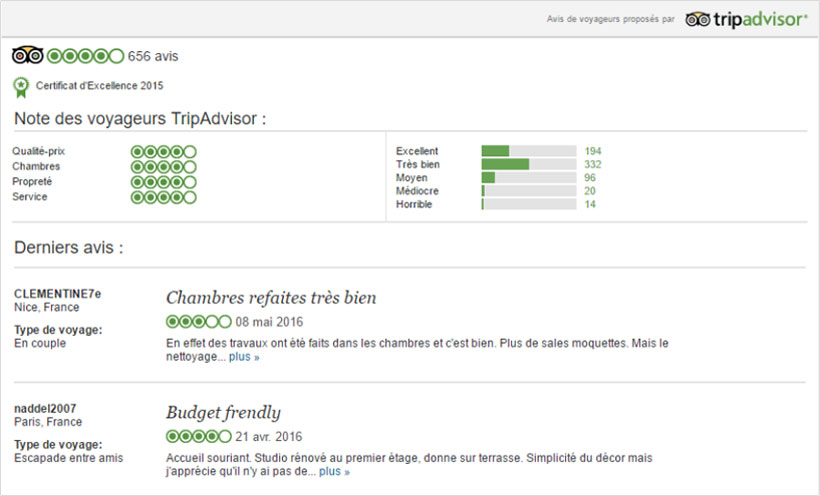 Avis de voyageurs proposés par tripadvisor®
656 avis
Certificat d'Excellence 2015
Note des voyageurs TripAdvisor :
Qualité-prix
Chambres
Propreté
Service
Excellent 194
Très bien 332
Moyen 96
Médiocre 20
Horrible 14
Derniers avis :
CLEMENTINE7e
Nice, France
Type de voyage:
En couple
Chambres refaites très bien
08 mai 2016
En effet des travaux ont été faits dans les chambres et c'est bien. Plus de sales moquettes. Mais le
nettoyage... plus »
naddel2007
Paris, France
Type de voyage:
Escapade entre amis
Budget frendly
21 avr. 2016
Accueil souriant. Studio rénové au premier étage, donne sur terrasse. Simplicité du décor mais
j'apprécie qu'il n'y ai pas de... plus »